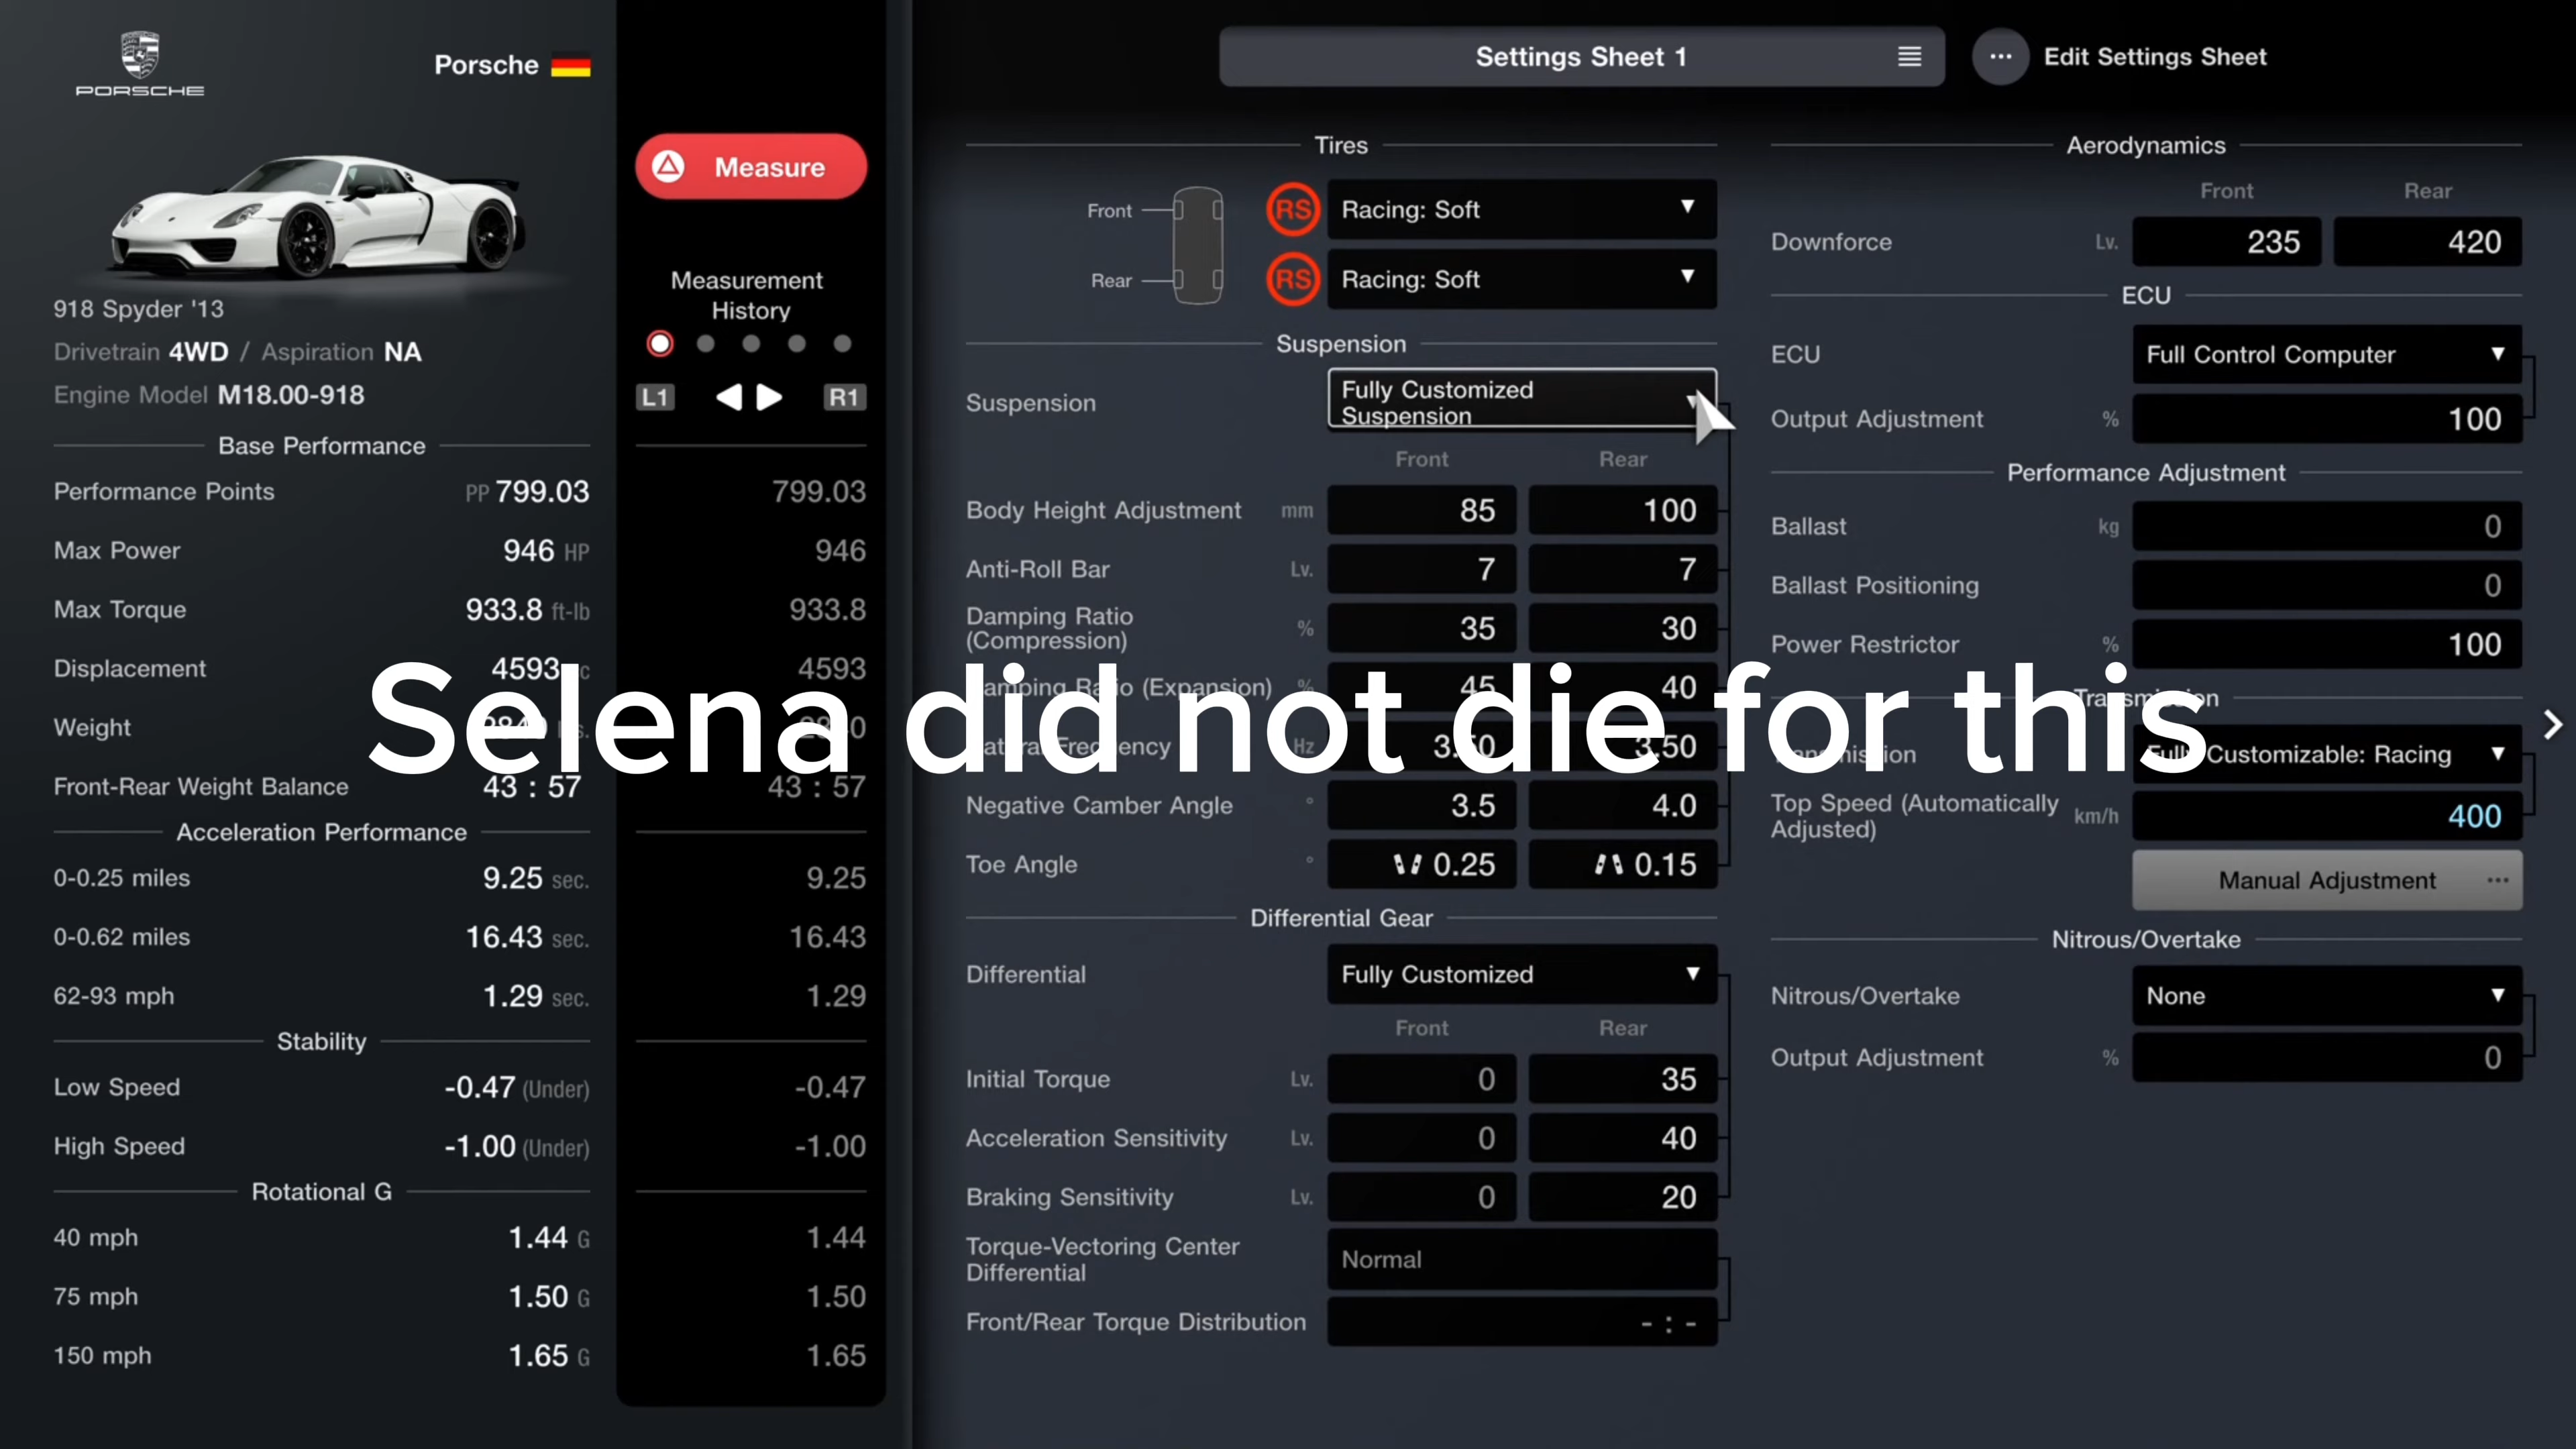 PORSCHE
Porsche
918 Spyder '13
Drivetrain 4WD / Aspiration NA
Engine Model M18.00-918
Base Performance
Performance Points PP 799.03
Max Power 946 HP
Max Torque 933.8 ft-lb
Displacement 4593
Weight
Front-Rear Weight Balance 43 : 57
Acceleration Performance
0-0.25 miles 9.25 sec.
0-0.62 miles 16.43 sec.
62-93 mph 1.29 sec.
Stability
Low Speed -0.47 (Under)
High Speed -1.00 (Under)
Rotational G
40 mph 1.44 G
75 mph 1.50 G
150 mph 1.65 G
Measure
Measurement
History
L1 R1
799.03
946
933.8
4593
43 : 57
9.25
16.43
1.29
-0.47
-1.00
1.44
1.50
1.65
Settings Sheet 1
Edit Settings Sheet
Tires
Front RS Racing: Soft
Rear RS Racing: Soft
Suspension
Suspension Fully Customized
Suspension
Front Rear
Body Height Adjustment mm 85 100
Anti-Roll Bar Lv. 7 7
Damping Ratio
(Compression) % 35 30
Damping Ratio (Expansion) % 45 40
Natural Frequency Hz 3.50 3.50
Negative Camber Angle ° 3.5 4.0
Toe Angle ° 0.25 0.15
Differential Gear
Differential Fully Customized
Front Rear
Initial Torque Lv. 0 35
Acceleration Sensitivity Lv. 0 40
Braking Sensitivity Lv. 0 20
Torque-Vectoring Center
Differential Normal
Front/Rear Torque Distribution - : -
Aerodynamics
Front Rear
Downforce Lv. 235 420
ECU
ECU Full Control Computer
Output Adjustment % 100
Performance Adjustment
Ballast kg 0
Ballast Positioning 0
Power Restrictor % 100
Transmission
Transmission Fully Customizable: Racing
Top Speed (Automatically
Adjusted) km/h 400
Manual Adjustment
Nitrous/Overtake
Nitrous/Overtake None
Output Adjustment % 0
Selena did not die for this